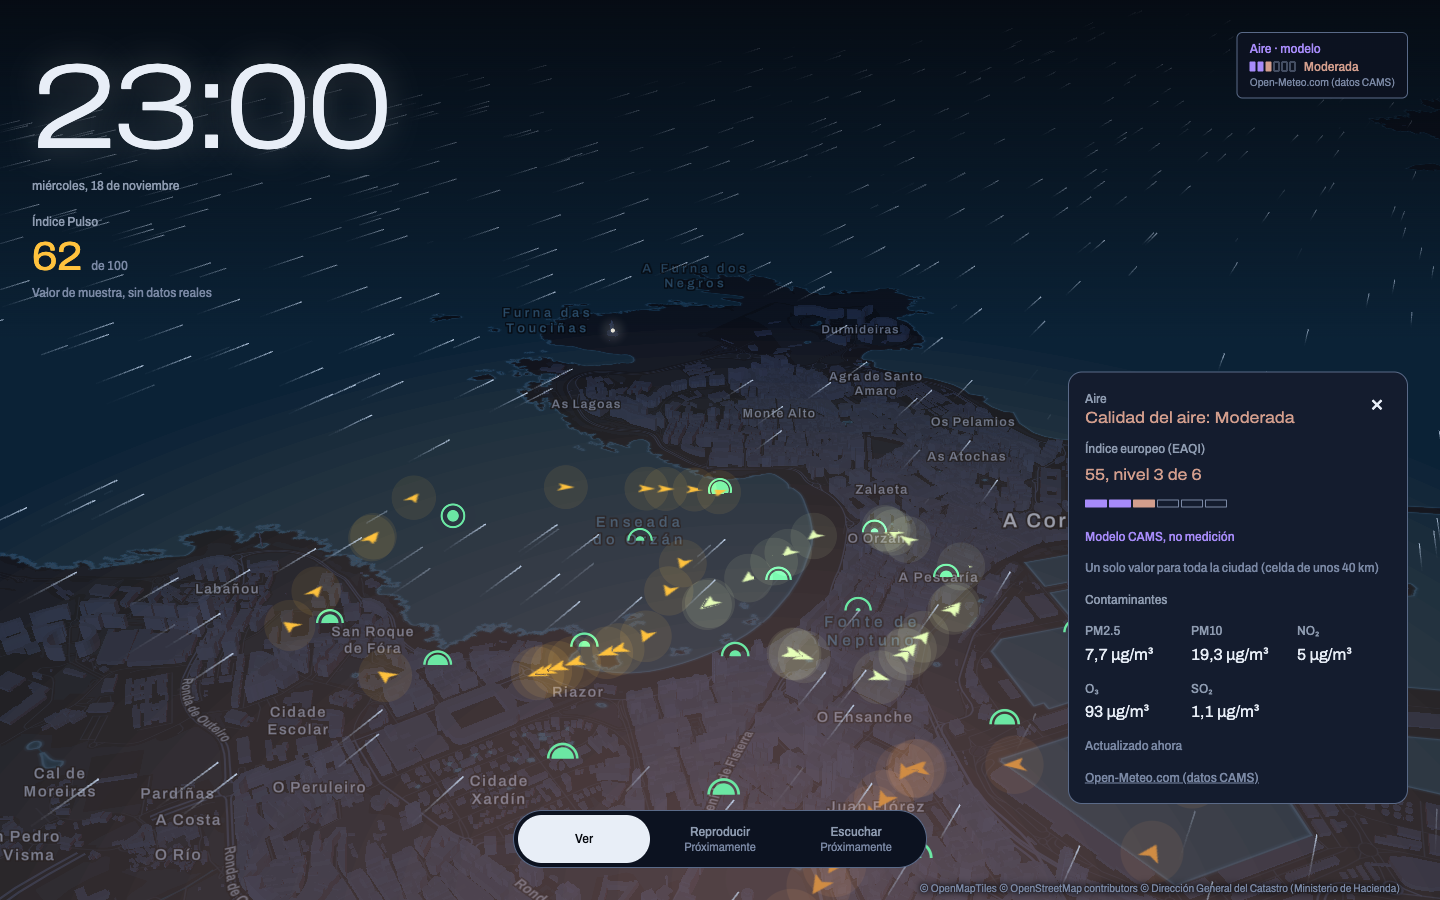 23:00
miércoles, 18 de noviembre
Índice Pulso
62 de 100
Valor de muestra, sin datos reales
Aire · modelo
Moderada
Open-Meteo.com (datos CAMS)
A Furna dos
Negros
Furna das
Touciñas
Durmideiras
Agra de Santo
Amaro
As Lagoas
Monte Alto
Os Pelamios
As Atochas
Zalaeta
A Cor
Enseada
do Orzán
O Orzán
A Pescaría
Labañou
San Roque
de Fóra
Fonte de
Neptuno
Riazor
Ronda de Outeiro
Cidade
Escolar
O Ensanche
Cal de
Moreiras
Pardiñas
O Peruleiro
Cidade
Xardín
de Fisterra
Juan Flórez
A Costa
n Pedro
Visma
O Río
Ronda de O
Ronda
Aire
Calidad del aire: Moderada
Índice europeo (EAQI)
55, nivel 3 de 6
Modelo CAMS, no medición
Un solo valor para toda la ciudad (celda de unos 40 km)
Contaminantes
PM2.5 PM10 NO₂
7,7 µg/m³ 19,3 µg/m³ 5 µg/m³
O₃ SO₂
93 µg/m³ 1,1 µg/m³
Actualizado ahora
Open-Meteo.com (datos CAMS)
Ver
Reproducir
Próximamente
Escuchar
Próximamente
© OpenMapTiles © OpenStreetMap contributors © Dirección General del Catastro (Ministerio de Hacienda)